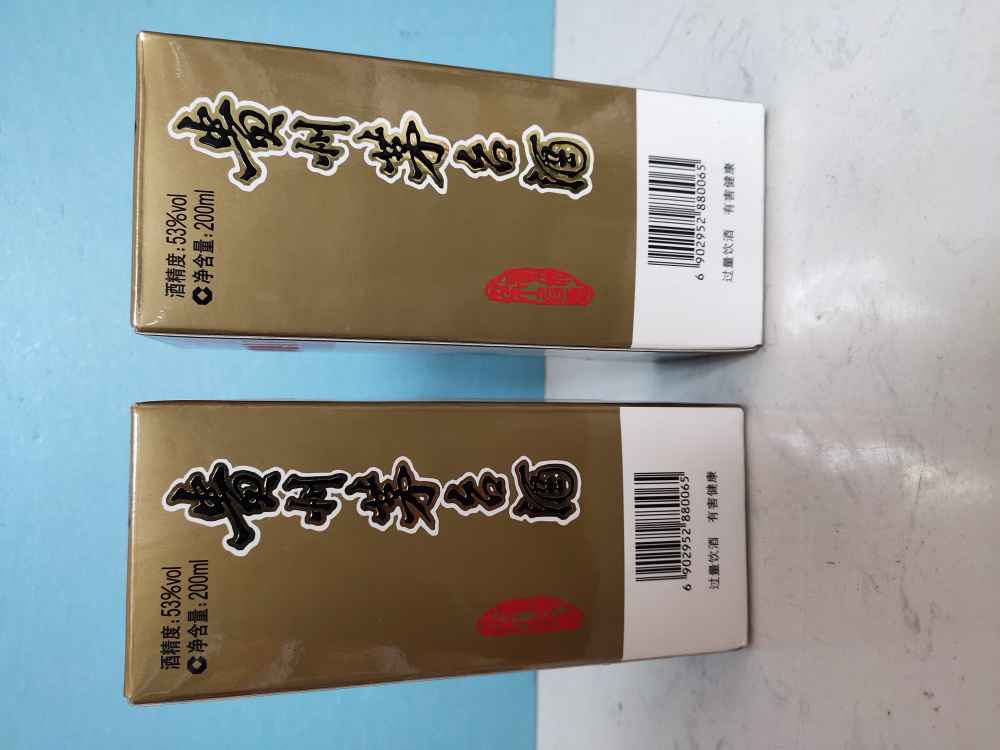 贵州茅台酒
酒精度:53%vol
净含量:200ml
6 902952 880065
过量饮酒 有害健康
贵州茅台酒
酒精度:53%vol
净含量:200ml
6 902952 880065
过量饮酒 有害健康